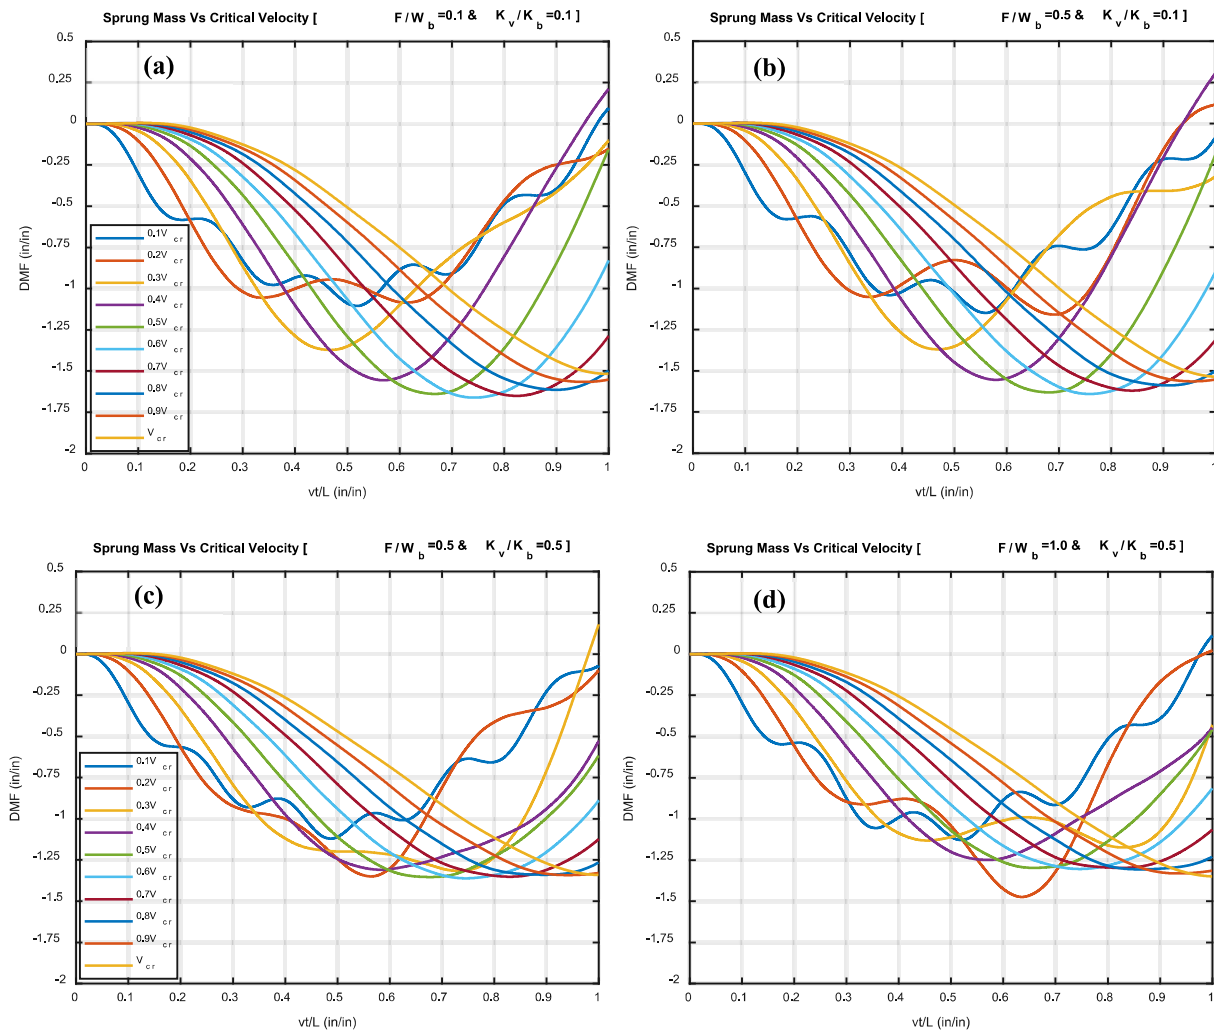 Sprung Mass Vs Critical Velocity [ F / W b =0.1 & K v / K b =0.1 ]
(a)
0.5
0.25
0
-0.25
-0.5
-0.75
-1
-1.25
-1.5
-1.75
-2
DMF (in/in)
0.1V cr
0.2V cr
0.3V cr
0.4V cr
0.5V cr
0.6V cr
0.7V cr
0.8V cr
0.9V cr
V cr
0 0.1 0.2 0.3 0.4 0.5 0.6 0.7 0.8 0.9 1
vt/L (in/in)
Sprung Mass Vs Critical Velocity [ F / W b =0.5 & K v / K b =0.1 ]
(b)
0.5
0.25
0
-0.25
-0.5
-0.75
-1
-1.25
-1.5
-1.75
-2
DMF (in/in)
0 0.1 0.2 0.3 0.4 0.5 0.6 0.7 0.8 0.9 1
vt/L (in/in)
Sprung Mass Vs Critical Velocity [ F / W b =0.5 & K v / K b =0.5 ]
(c)
0.5
0.25
0
-0.25
-0.5
-0.75
-1
-1.25
-1.5
-1.75
-2
DMF (in/in)
0.1V cr
0.2V cr
0.3V cr
0.4V cr
0.5V cr
0.6V cr
0.7V cr
0.8V cr
0.9V cr
V cr
0 0.1 0.2 0.3 0.4 0.5 0.6 0.7 0.8 0.9 1
vt/L (in/in)
Sprung Mass Vs Critical Velocity [ F / W b =1.0 & K v / K b =0.5 ]
(d)
0.5
0.25
0
-0.25
-0.5
-0.75
-1
-1.25
-1.5
-1.75
-2
DMF (in/in)
0 0.1 0.2 0.3 0.4 0.5 0.6 0.7 0.8 0.9 1
vt/L (in/in)